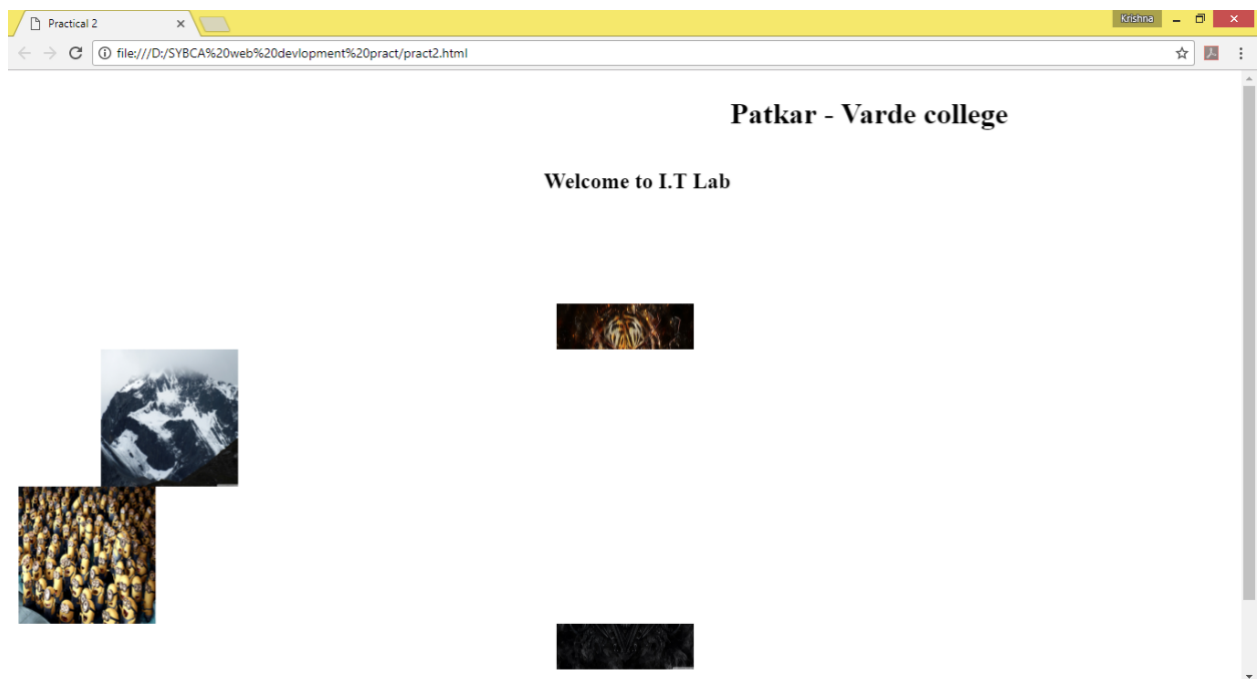 Practical 2
Krishna
file:///D:/SYBCA%20web%20devlopment%20pract/pract2.html
Patkar - Varde college
Welcome to I.T Lab